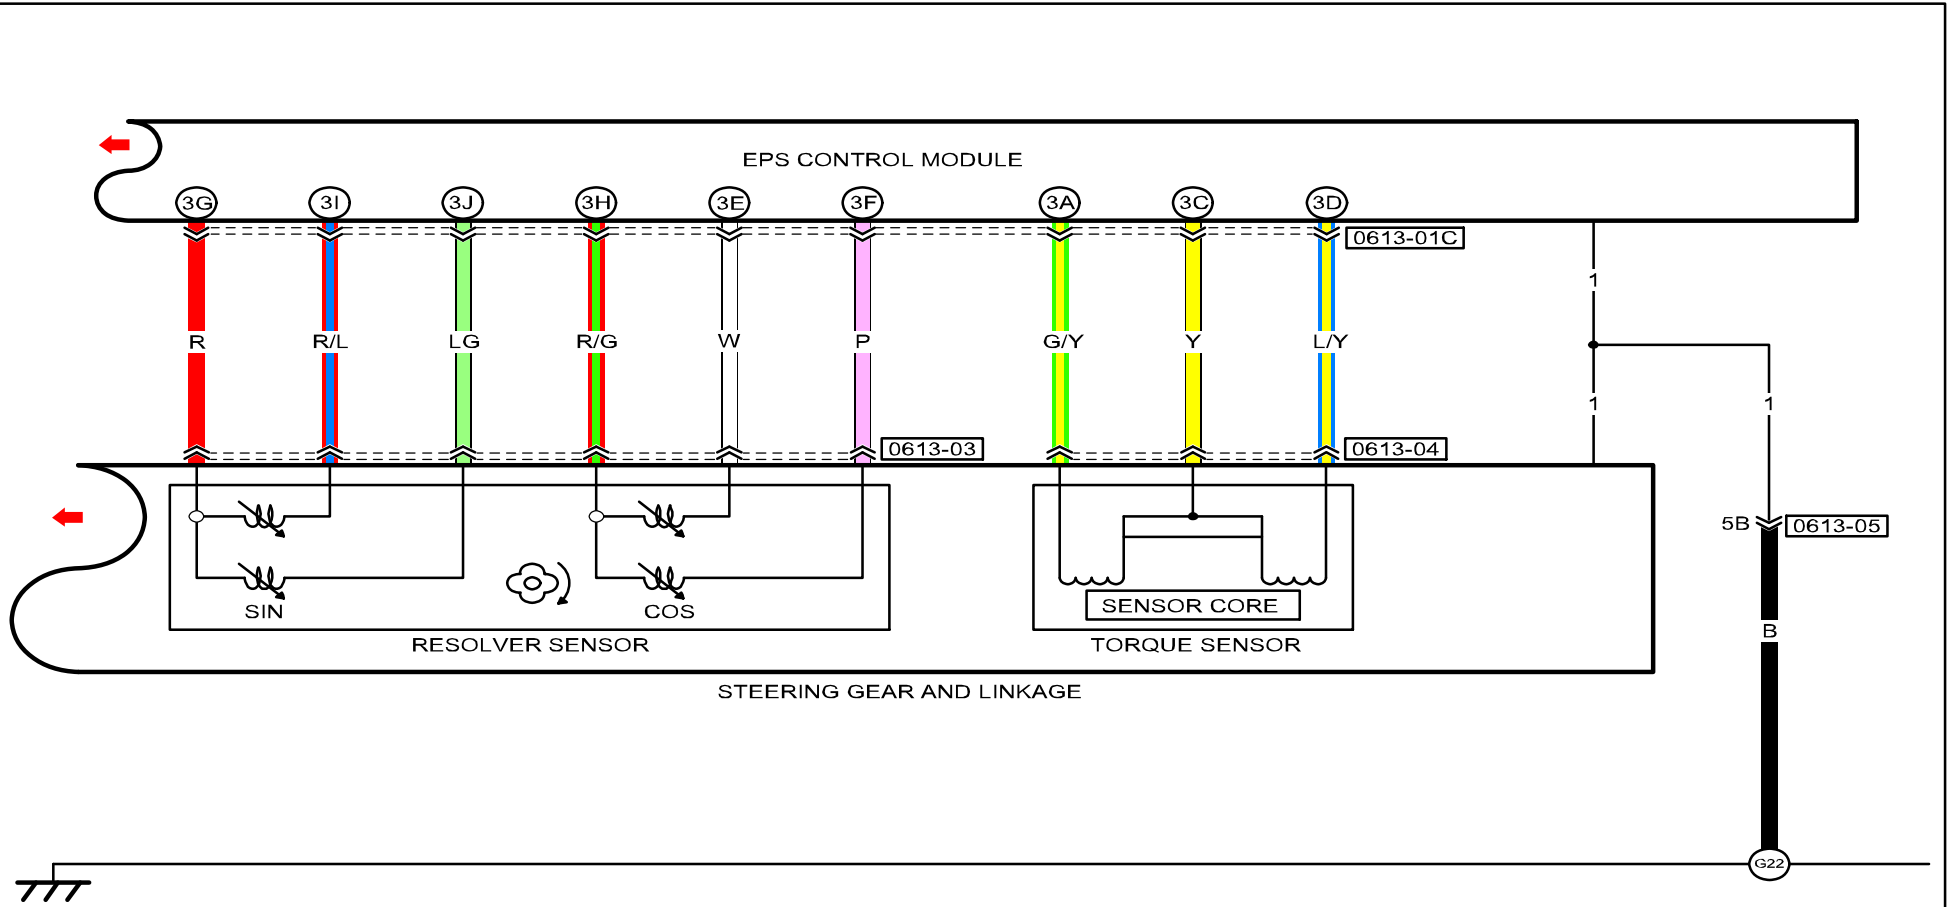 EPS CONTROL MODULE
3G 3I 3J 3H 3E 3F 3A 3C 3D
0613-01C
1
R R/L LG R/G W P G/Y Y L/Y
1 1
0613-03 0613-04
5B 0613-05
SIN COS SENSOR CORE
B
RESOLVER SENSOR TORQUE SENSOR
STEERING GEAR AND LINKAGE
G22